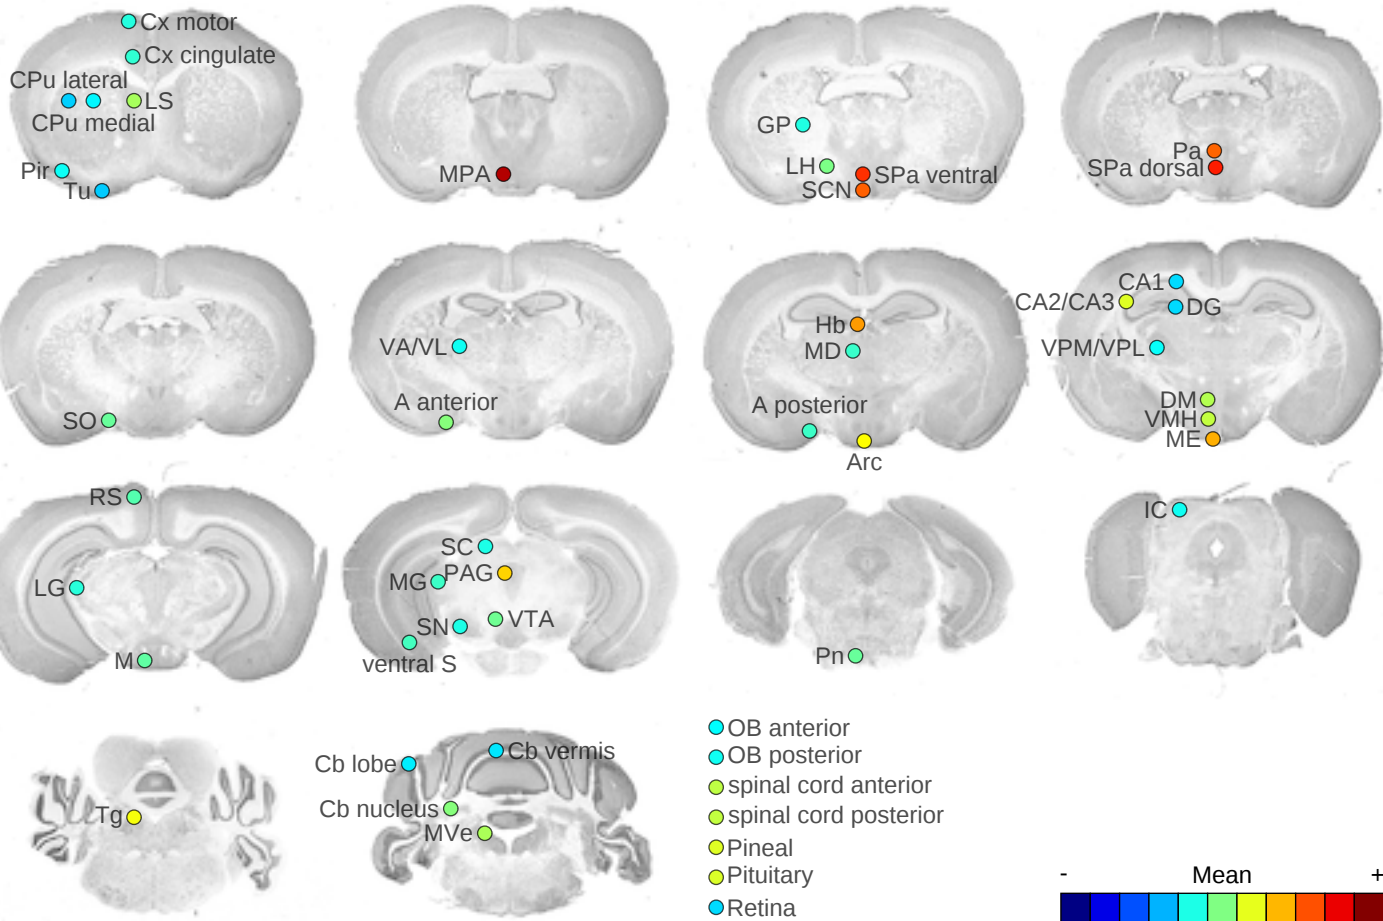 Cx motor
Cx cingulate
CPu lateral
LS
CPu medial
Pir
Tu
MPA
GP
LH
SPa ventral
SCN
Pa
SPa dorsal
SO
VA/VL
A anterior
Hb
MD
A posterior
Arc
CA1
CA2/CA3
DG
VPM/VPL
DM
VMH
ME
RS
LG
M
SC
MG
PAG
SN
VTA
ventral S
Pn
IC
Tg
Cb lobe
Cb vermis
Cb nucleus
MVe
OB anterior
OB posterior
spinal cord anterior
spinal cord posterior
Pineal
Pituitary
Retina
- Mean +